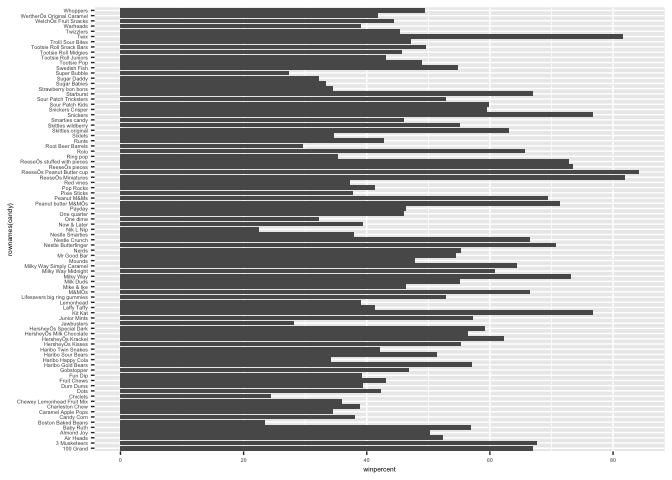 Whoppers
WertherÕs Original Caramel
WelchÕs Fruit Snacks
Warheads
Twizzlers
Twix
Trolli Sour Bites
Tootsie Roll Snack Bars
Tootsie Roll Midgies
Tootsie Roll Juniors
Tootsie Pop
Swedish Fish
Super Bubble
Sugar Daddy
Sugar Babies
Strawberry bon bons
Starburst
Sour Patch Tricksters
Sour Patch Kids
Snickers Crisper
Snickers
Smarties candy
Skittles wildberry
Skittles original
Sixlets
Runts
Root Beer Barrels
Rolo
Ring pop
ReeseÕs stuffed with pieces
ReeseÕs pieces
ReeseÕs Peanut Butter cup
ReeseÕs Miniatures
Red vines
Pop Rocks
Pixie Sticks
Peanut M&Ms
Peanut butter M&MÕs
Payday
One quarter
One dime
Now & Later
Nik L Nip
Nestle Smarties
Nestle Crunch
Nestle Butterfinger
Nerds
Mr Good Bar
Mounds
Milky Way Simply Caramel
Milky Way Midnight
Milky Way
Milk Duds
Mike & Ike
M&MÕs
Lifesavers big ring gummies
Lemonhead
Laffy Taffy
Kit Kat
Junior Mints
Jawbusters
HersheyÕs Special Dark
HersheyÕs Milk Chocolate
HersheyÕs Krackel
HersheyÕs Kisses
Haribo Twin Snakes
Haribo Sour Bears
Haribo Happy Cola
Haribo Gold Bears
Gobstopper
Fun Dip
Fruit Chews
Dum Dums
Dots
Chiclets
Chewey Lemonhead Fruit Mix
Charleston Chew
Caramel Apple Pops
Candy Corn
Boston Baked Beans
Baby Ruth
Almond Joy
Air Heads
3 Musketeers
100 Grand
rownames(candy)
0 20 40 60 80
winpercent